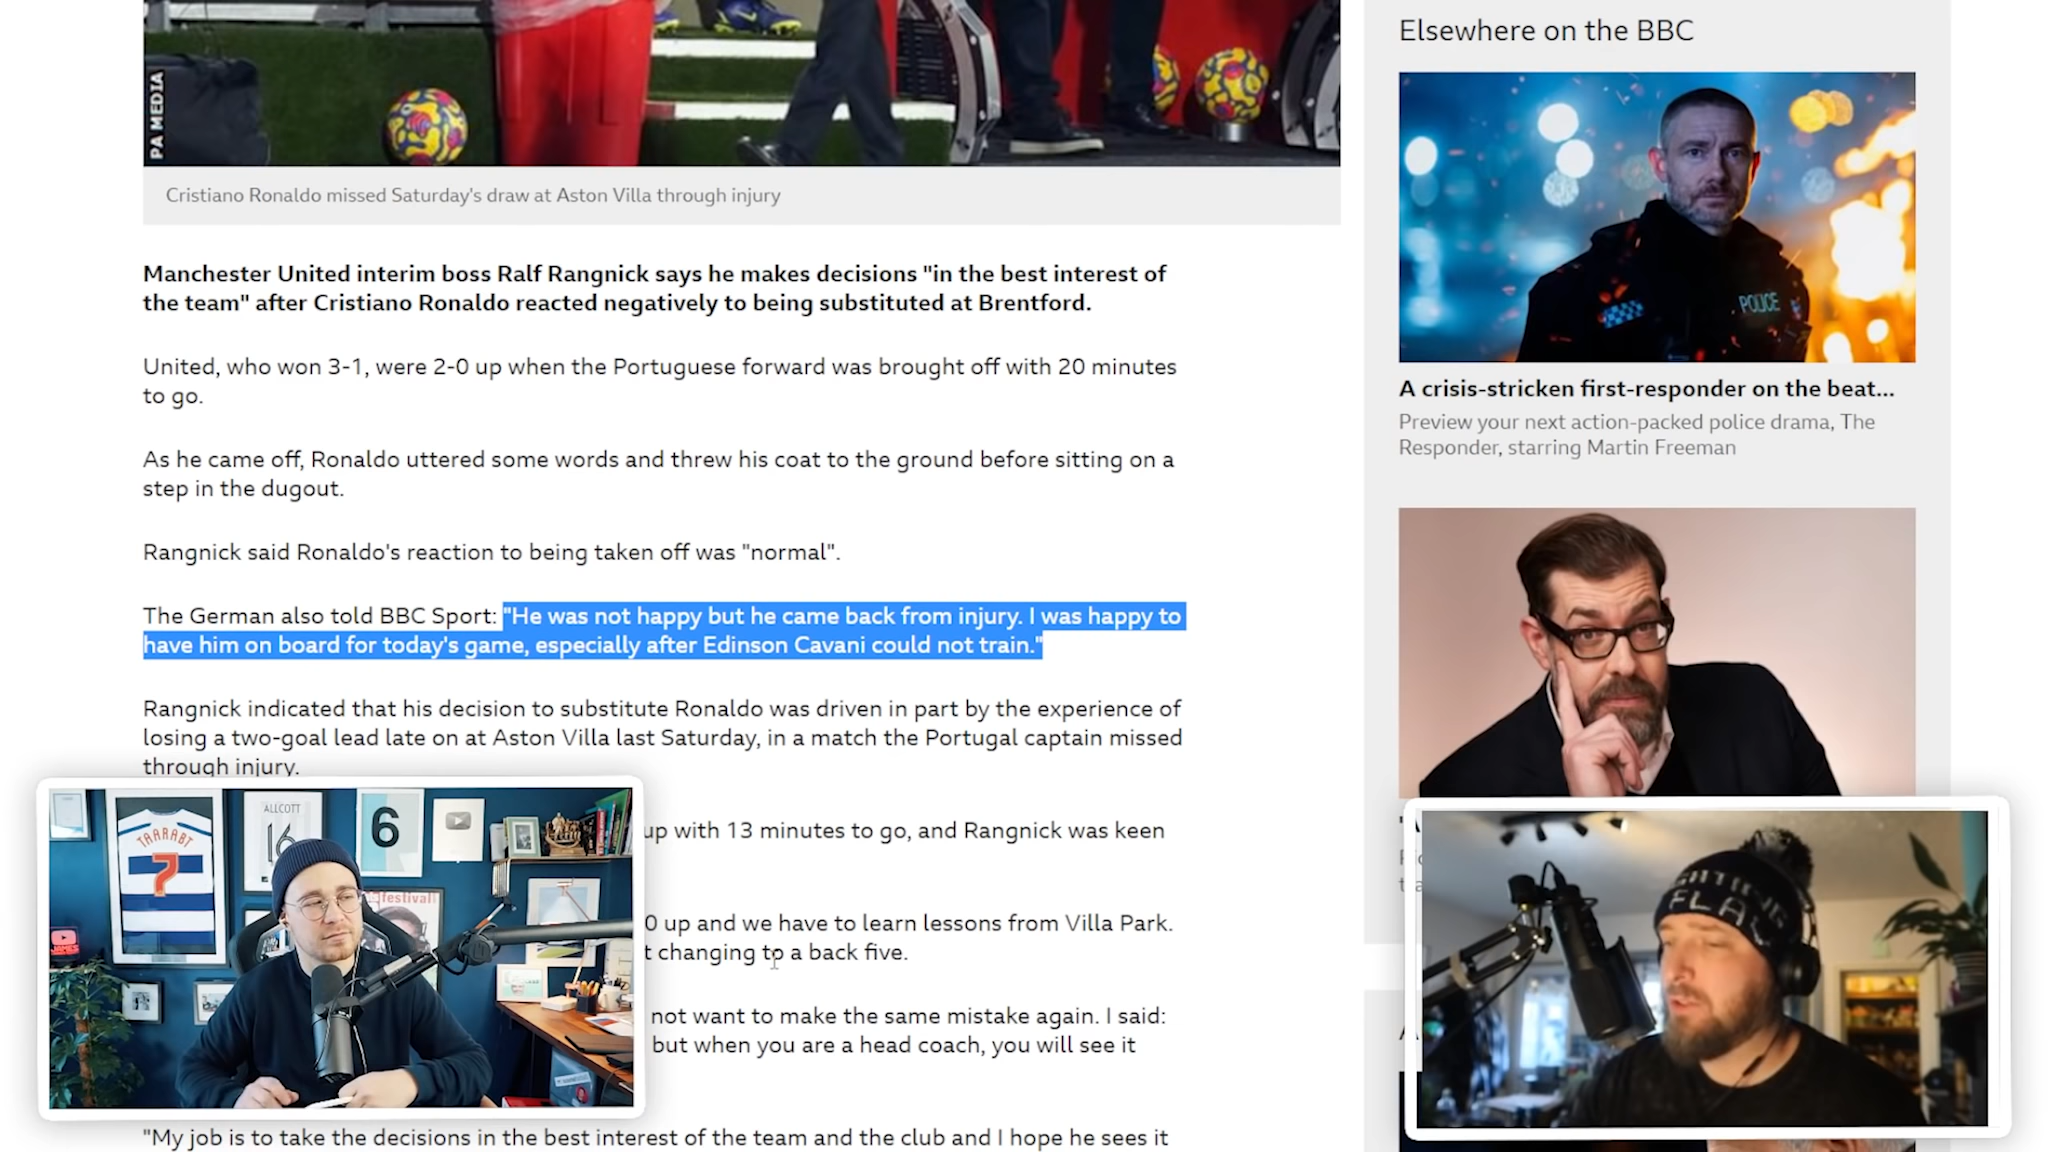 PA MEDIA
Cristiano Ronaldo missed Saturday's draw at Aston Villa through injury
Manchester United interim boss Ralf Rangnick says he makes decisions "in the best interest of
the team" after Cristiano Ronaldo reacted negatively to being substituted at Brentford.
United, who won 3-1, were 2-0 up when the Portuguese forward was brought off with 20 minutes
to go.
As he came off, Ronaldo uttered some words and threw his coat to the ground before sitting on a
step in the dugout.
Rangnick said Ronaldo's reaction to being taken off was "normal".
The German also told BBC Sport: "He was not happy but he came back from injury. I was happy to
have him on board for today's game, especially after Edinson Cavani could not train."
Rangnick indicated that his decision to substitute Ronaldo was driven in part by the experience of
losing a two-goal lead late on at Aston Villa last Saturday, in a match the Portugal captain missed
through injury.
up with 13 minutes to go, and Rangnick was keen
0 up and we have to learn lessons from Villa Park.
t changing to a back five.
not want to make the same mistake again. I said:
but when you are a head coach, you will see it
"My job is to take the decisions in the best interest of the team and the club and I hope he sees it
Elsewhere on the BBC
POLICE
A crisis-stricken first-responder on the beat...
Preview your next action-packed police drama, The
Responder, starring Martin Freeman
TAARABT
7
ALLCOTT
16
6
festival
FLAV